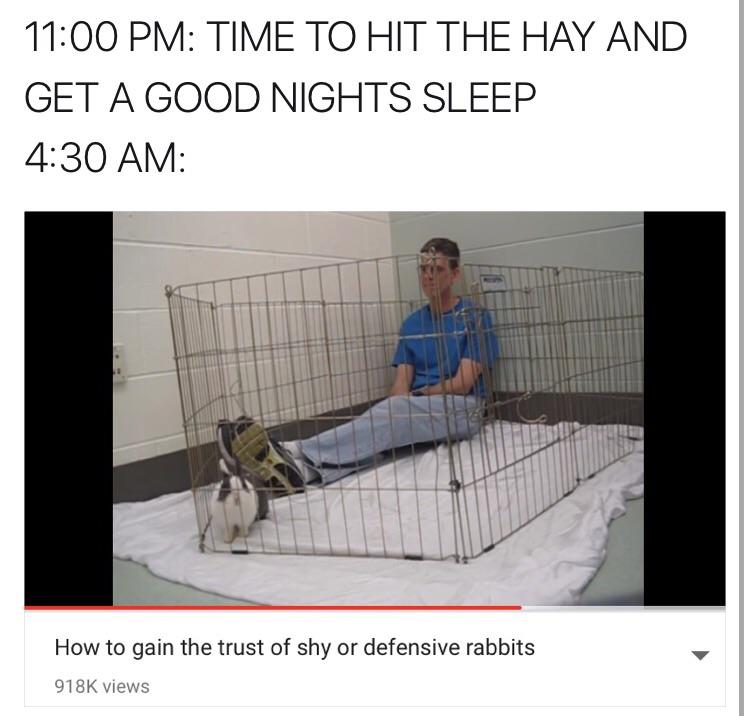 11:00 PM: TIME TO HIT THE HAY AND
GET A GOOD NIGHTS SLEEP
4:30 AM:
How to gain the trust of shy or defensive rabbits
918K views